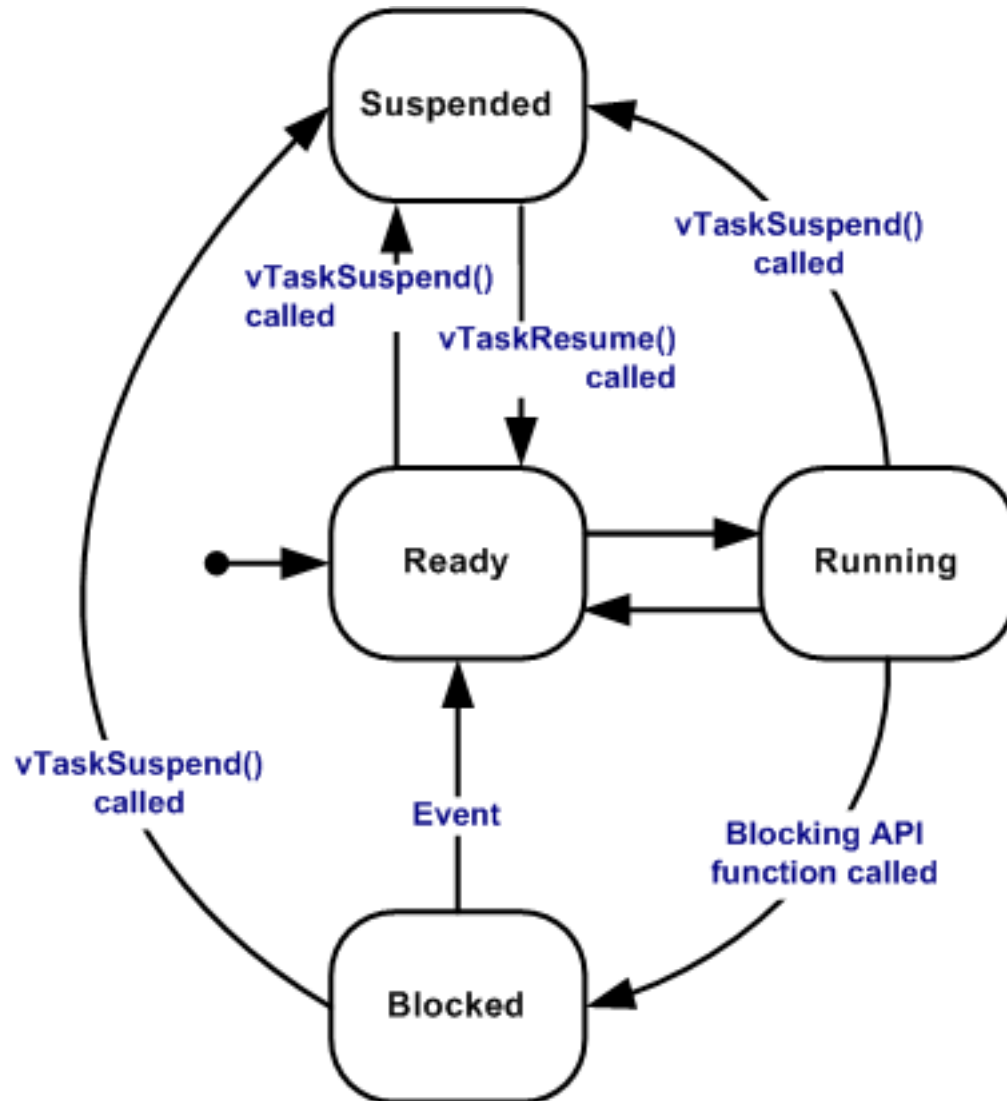 Suspended
vTaskSuspend()
called
vTaskSuspend()
called
vTaskResume()
called
Ready
Running
vTaskSuspend()
called
Event
Blocking API
function called
Blocked